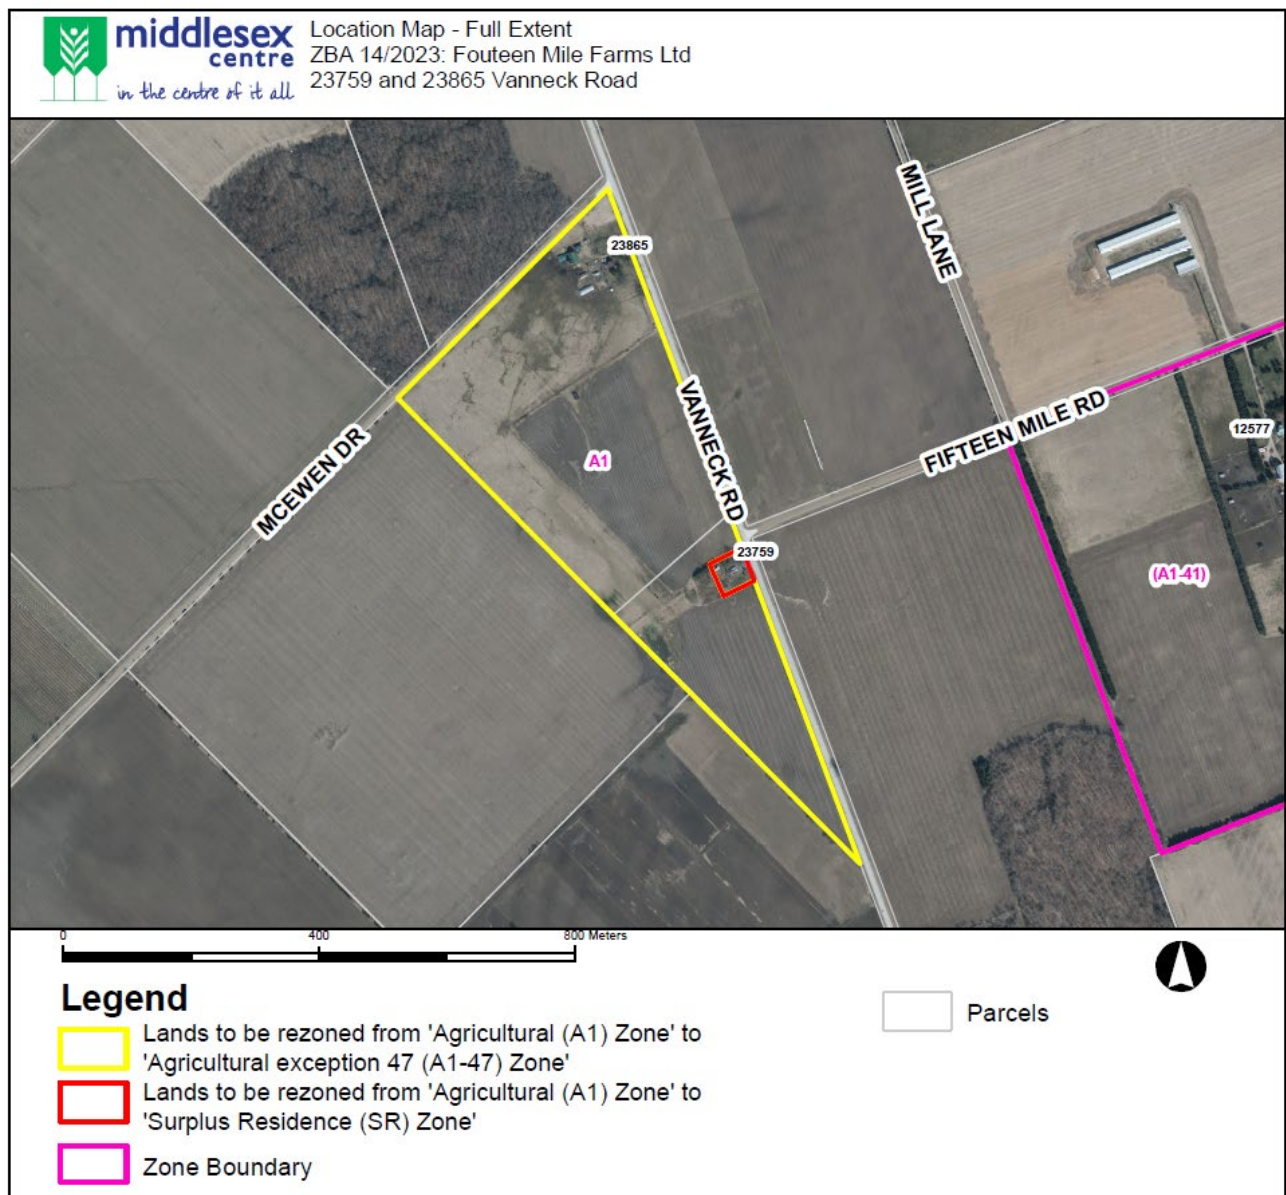 middlesex
centre
in the centre of it all
Location Map - Full Extent
ZBA 14/2023: Fouteen Mile Farms Ltd
23759 and 23865 Vanneck Road
MILL LANE
23865
VANNECK RD
FIFTEEN MILE RD
12577
MCEWEN DR
A1
23759
(A1-41)
0 400 800 Meters
Legend
Lands to be rezoned from 'Agricultural (A1) Zone' to
'Agricultural exception 47 (A1-47) Zone'
Lands to be rezoned from 'Agricultural (A1) Zone' to
'Surplus Residence (SR) Zone'
Zone Boundary
Parcels